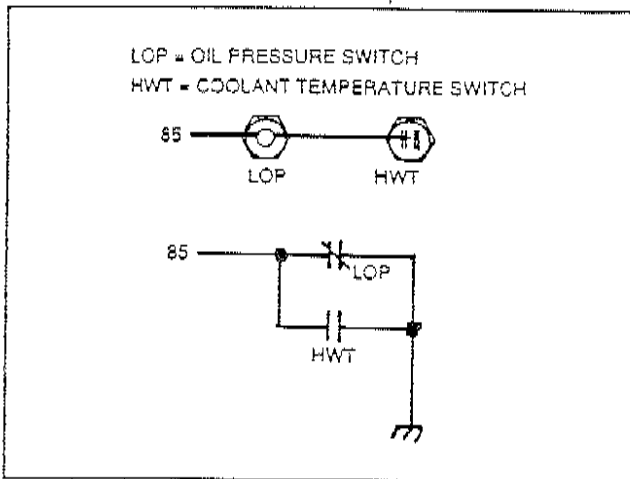 LOP = OIL PRESSURE SWITCH
HWT = COOLANT TEMPERATURE SWITCH
85
LOP
HWT
85
LOP
HWT